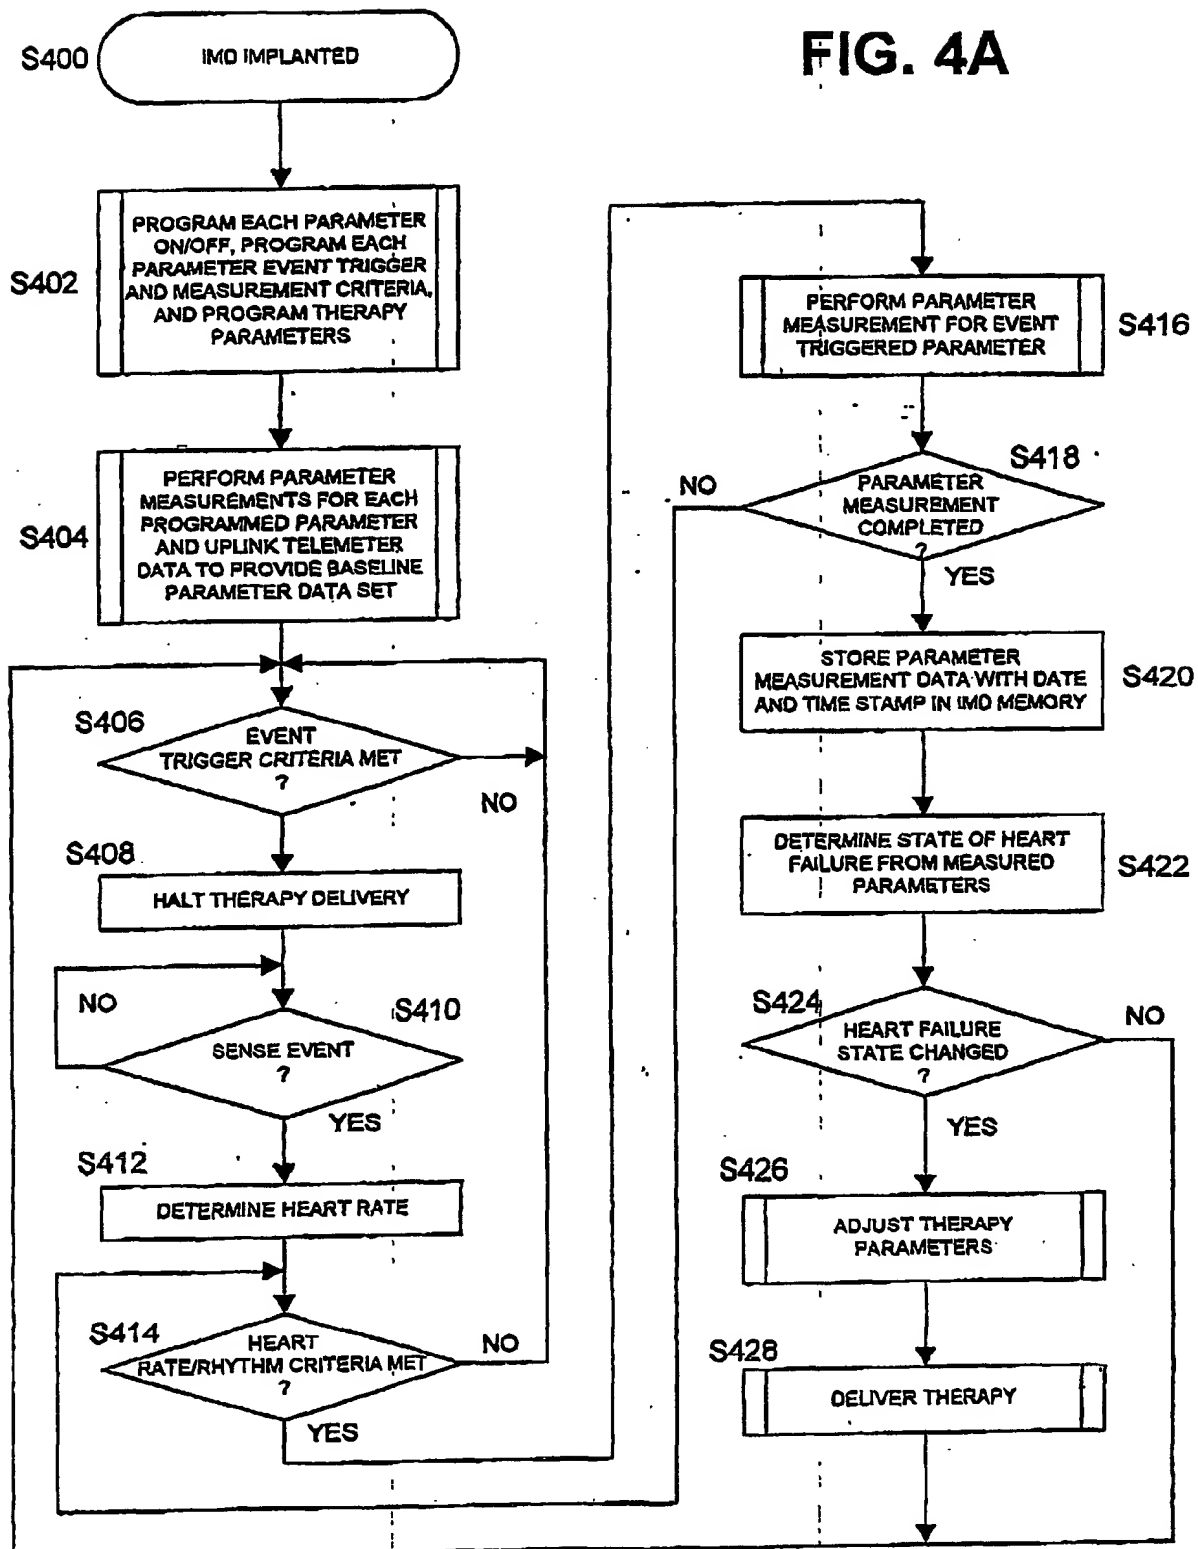 FIG. 4A
S400
IMD IMPLANTED
S402
PROGRAM EACH PARAMETER
ON/OFF, PROGRAM EACH
PARAMETER EVENT TRIGGER
AND MEASUREMENT CRITERIA,
AND PROGRAM THERAPY
PARAMETERS
S404
PERFORM PARAMETER
MEASUREMENTS FOR EACH
PROGRAMMED PARAMETER
AND UPLINK TELEMETER
DATA TO PROVIDE BASELINE
PARAMETER DATA SET
S406
EVENT
TRIGGER CRITERIA MET
?
NO
S408
HALT THERAPY DELIVERY
NO
S410
SENSE EVENT
?
YES
S412
DETERMINE HEART RATE
S414
HEART
RATE/RHYTHM CRITERIA MET
?
NO
YES
PERFORM PARAMETER
MEASUREMENT FOR EVENT
TRIGGERED PARAMETER
S416
S418
NO
PARAMETER
MEASUREMENT
COMPLETED
?
YES
STORE PARAMETER
MEASUREMENT DATA WITH DATE
AND TIME STAMP IN IMD MEMORY
S420
DETERMINE STATE OF HEART
FAILURE FROM MEASURED
PARAMETERS
S422
S424
HEART FAILURE
STATE CHANGED
?
NO
YES
S426
ADJUST THERAPY
PARAMETERS
S428
DELIVER THERAPY